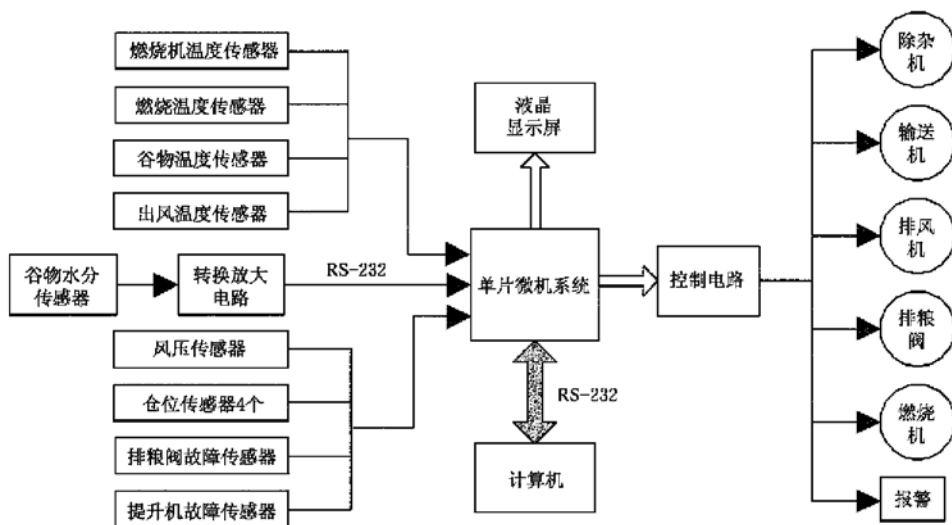 燃烧机温度传感器
燃烧温度传感器
谷物温度传感器
出风温度传感器
谷物水分
传感器
转换放大
电路
RS-232
风压传感器
仓位传感器4个
排粮阀故障传感器
提升机故障传感器
液晶
显示屏
单片微机系统
RS-232
计算机
控制电路
除杂
机
输送
机
排风
机
排粮
阀
燃烧
机
报警